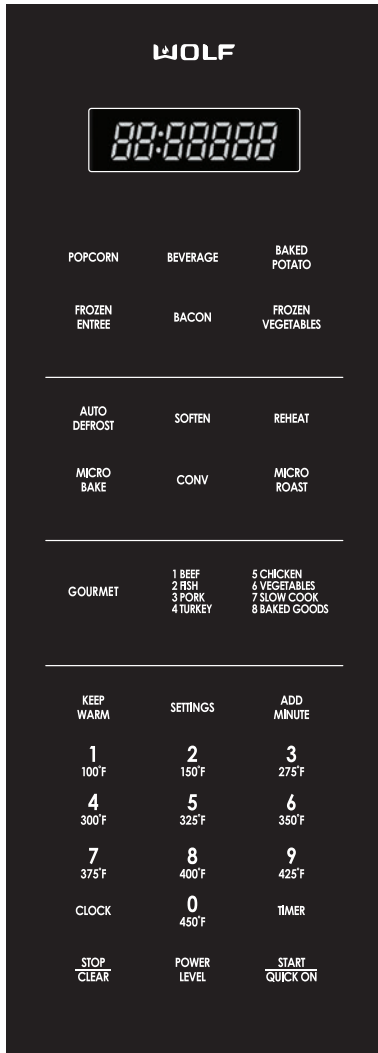 WOLF
88:88888
POPCORN
BEVERAGE
BAKED
POTATO
FROZEN
ENTREE
BACON
FROZEN
VEGETABLES
AUTO
DEFROST
SOFTEN
REHEAT
MICRO
BAKE
CONV
MICRO
ROAST
GOURMET
1 BEEF
2 FISH
3 PORK
4 TURKEY
5 CHICKEN
6 VEGETABLES
7 SLOW COOK
8 BAKED GOODS
KEEP
WARM
SETTINGS
ADD
MINUTE
1
100°F
2
150°F
3
275°F
4
300°F
5
325°F
6
350°F
7
375°F
8
400°F
9
425°F
CLOCK
0
450°F
TIMER
STOP
CLEAR
POWER
LEVEL
START
QUICK ON